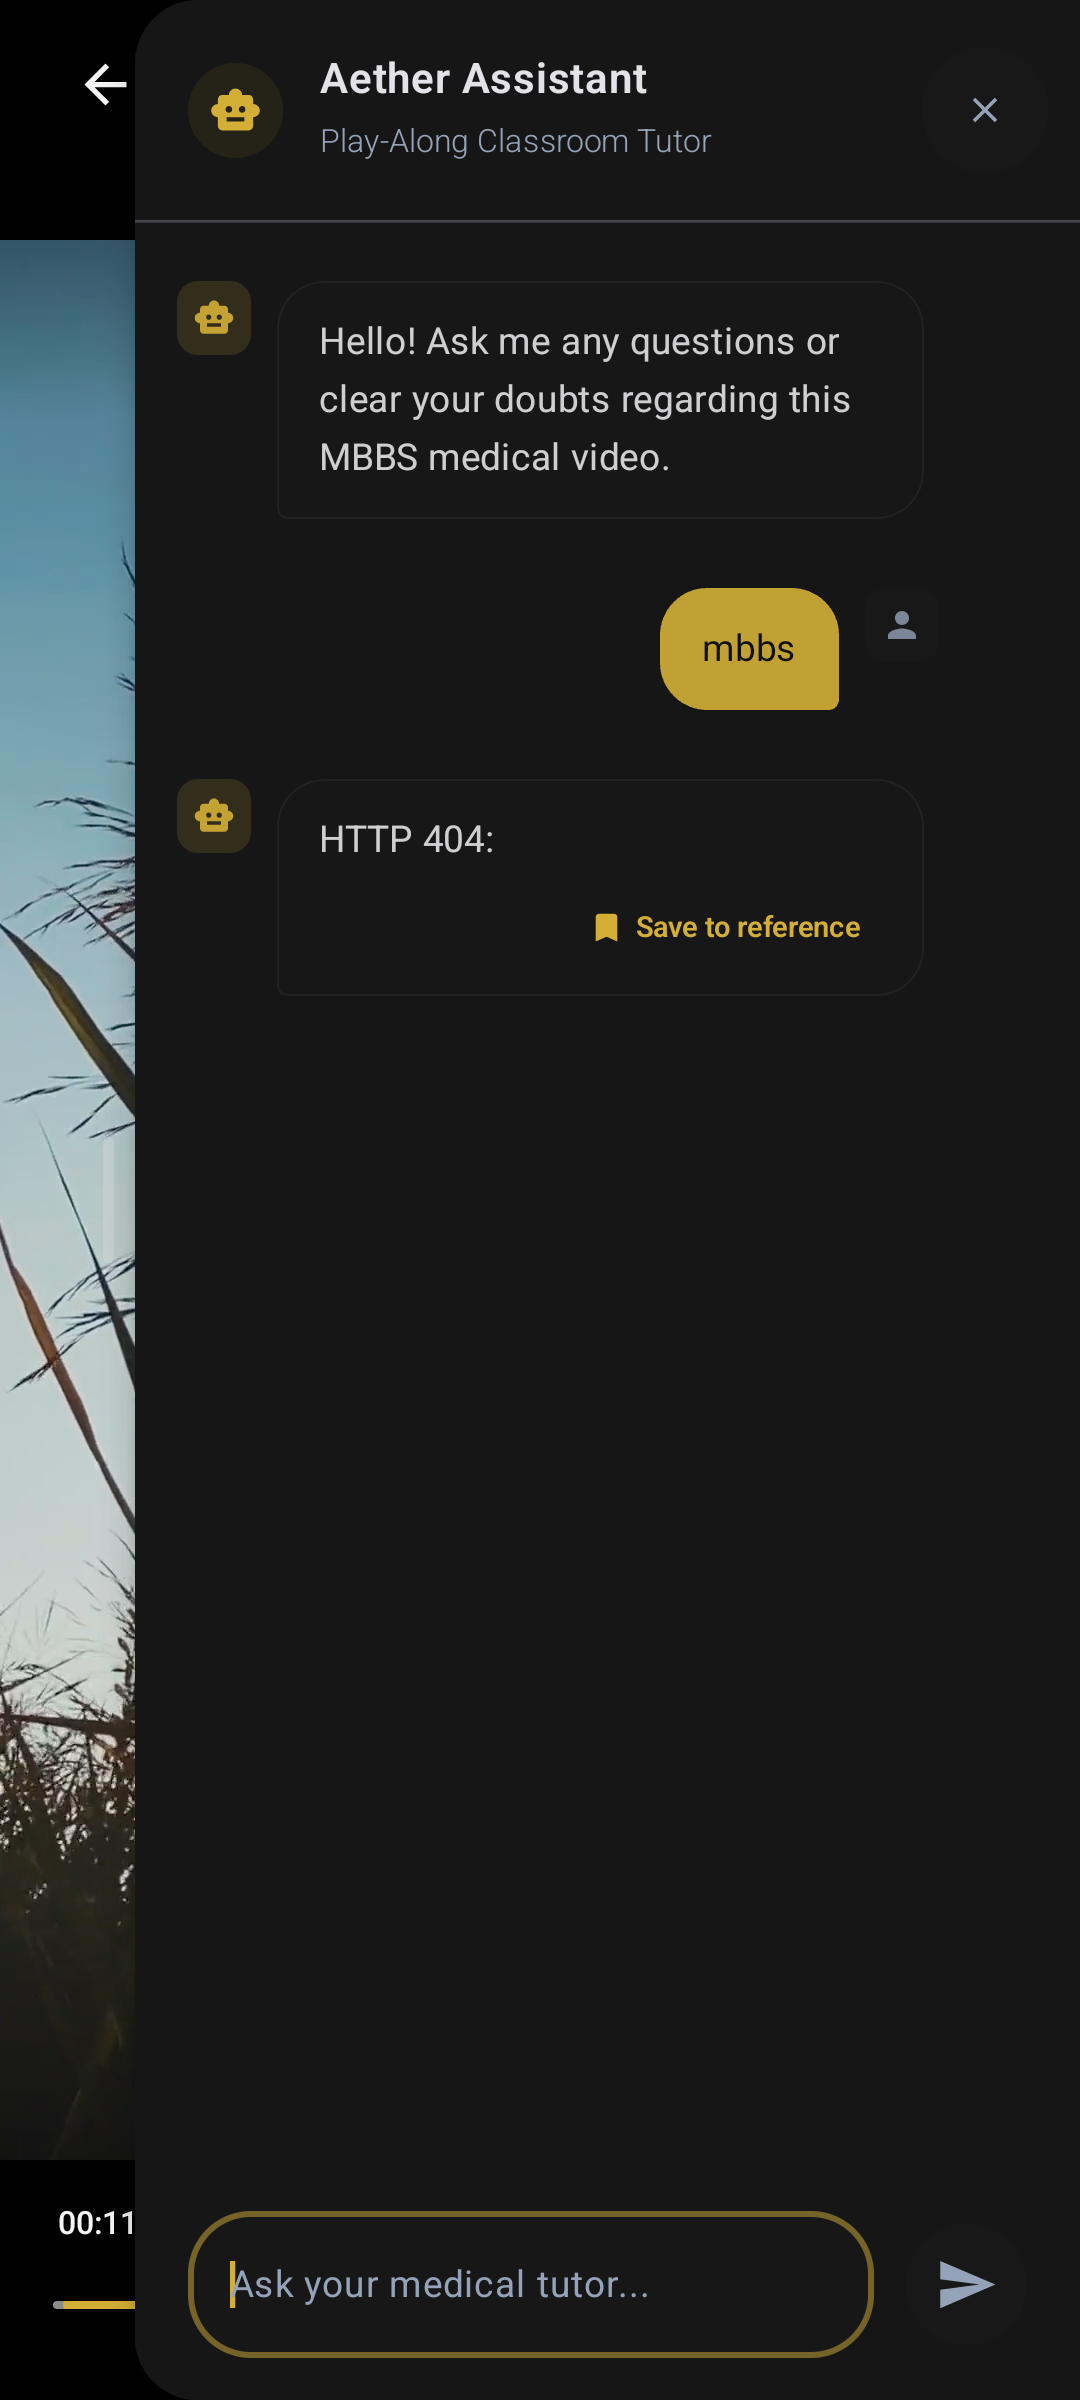 Aether Assistant
Play-Along Classroom Tutor
Hello! Ask me any questions or
clear your doubts regarding this
MBBS medical video.
mbbs
HTTP 404:
Save to reference
00:11
Ask your medical tutor...